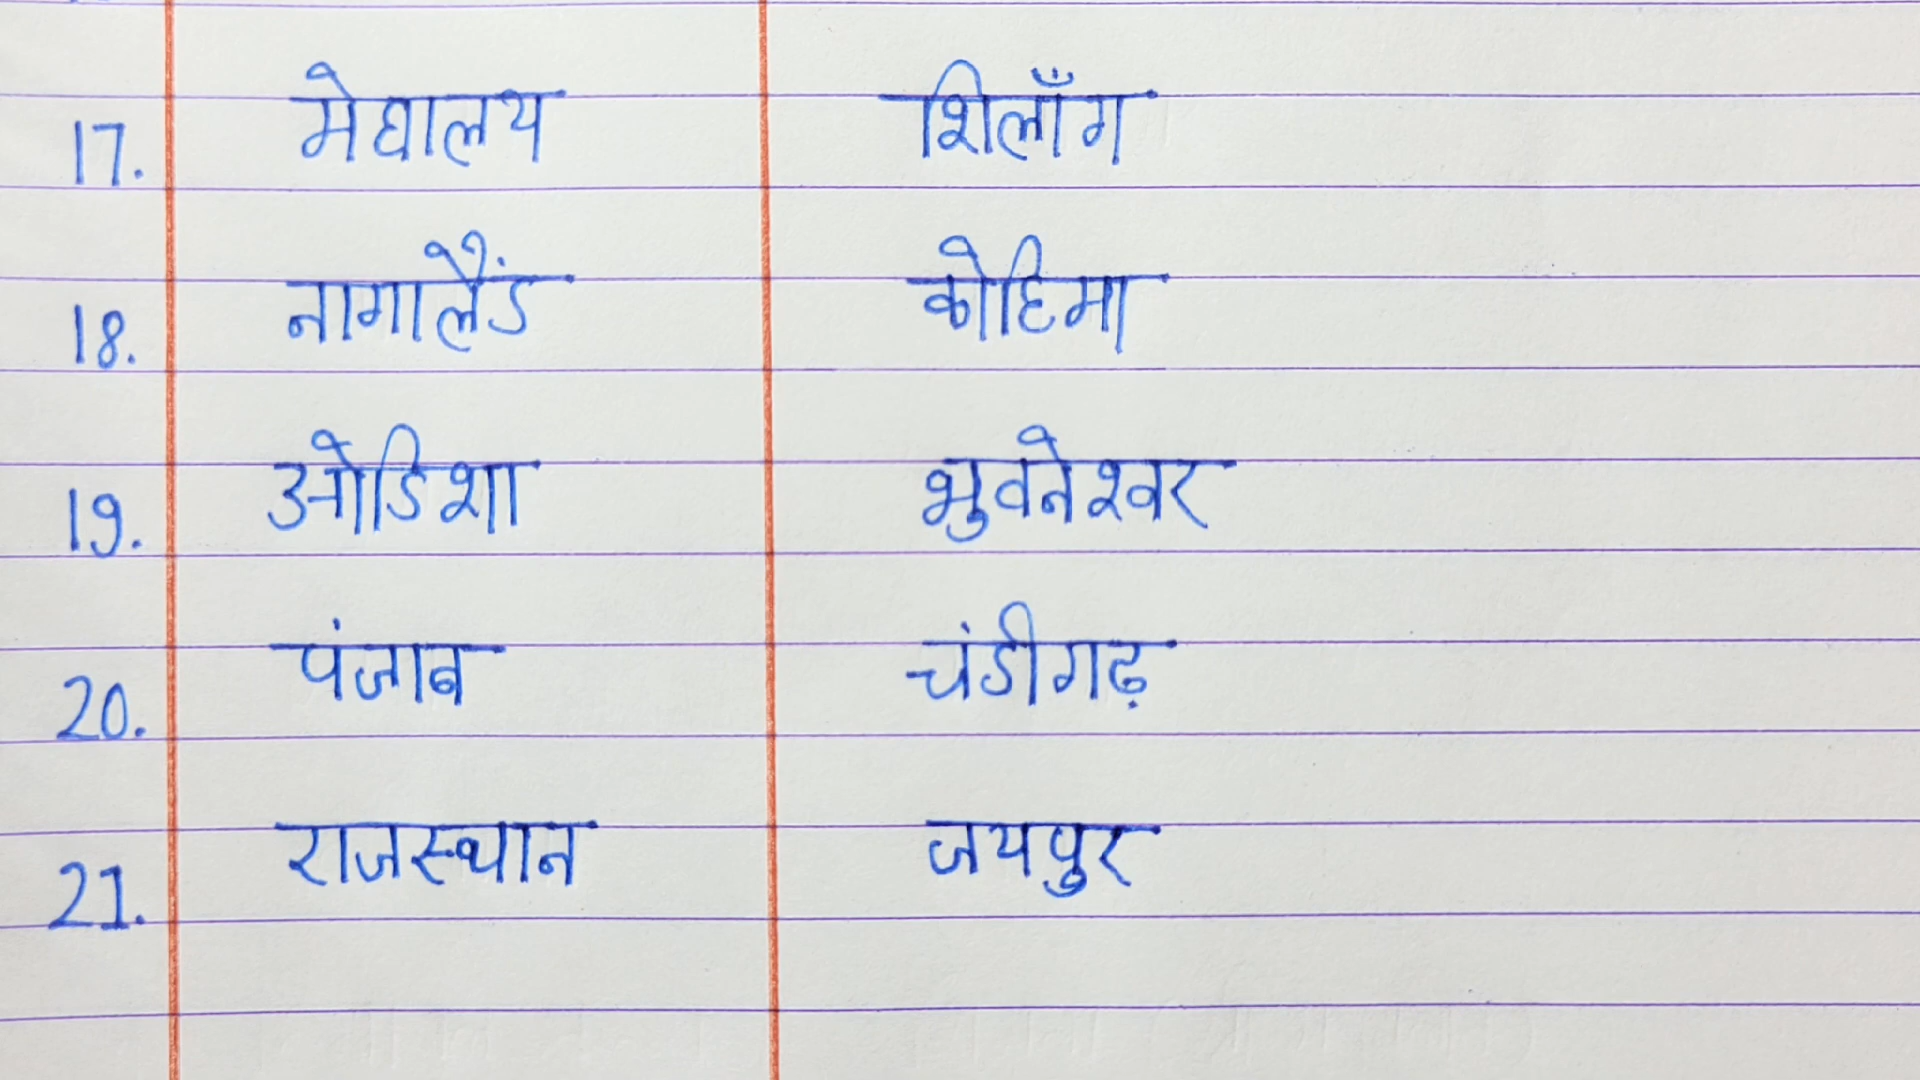 17. मेघालय शिलाँग
18. नागालैंड कोहिमा
19. ओडिशा भुवनेश्वर
20. पंजाब चंडीगढ़
21. राजस्थान जयपुर